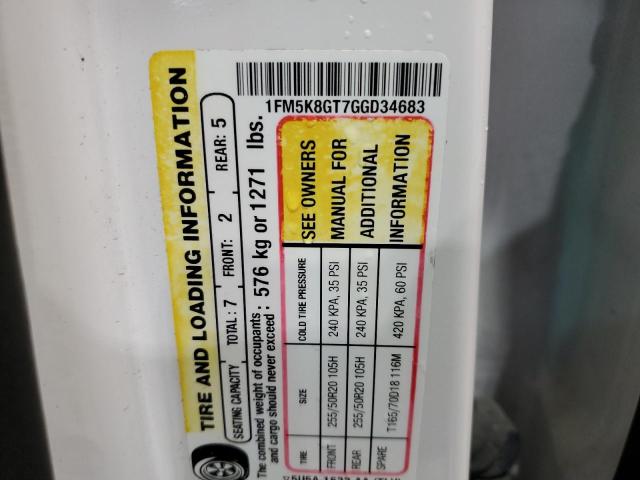 TIRE AND LOADING INFORMATION
SEATING CAPACITY TOTAL: 7 FRONT: 2 REAR: 5
The combined weight of occupants and cargo should never exceed: 576 kg or 1271 lbs.
TIRE SIZE COLD TIRE PRESSURE
FRONT 255/50R20 105H 240 KPA, 35 PSI
REAR 255/50R20 105H 240 KPA, 35 PSI
SPARE T165/70D18 116M 420 KPA, 60 PSI
SEE OWNERS
MANUAL FOR
ADDITIONAL
INFORMATION
1FM5K8GT7GGD34683